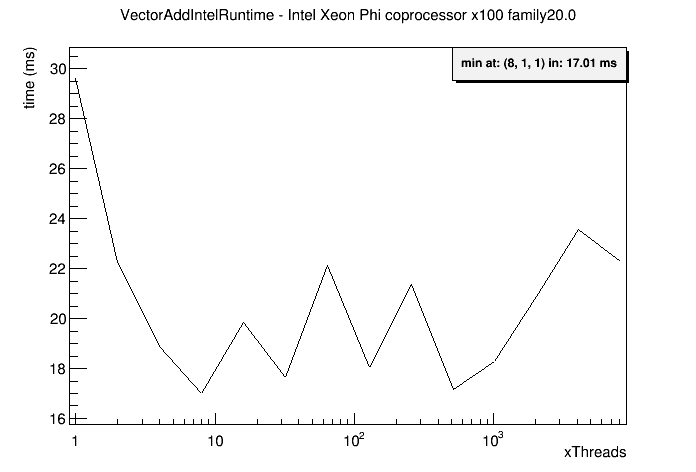 VectorAddIntelRuntime - Intel Xeon Phi coprocessor x100 family20.0
min at: (8, 1, 1) in: 17.01 ms
time (ms)
30
28
26
24
22
20
18
16
1 10 10² 10³
xThreads